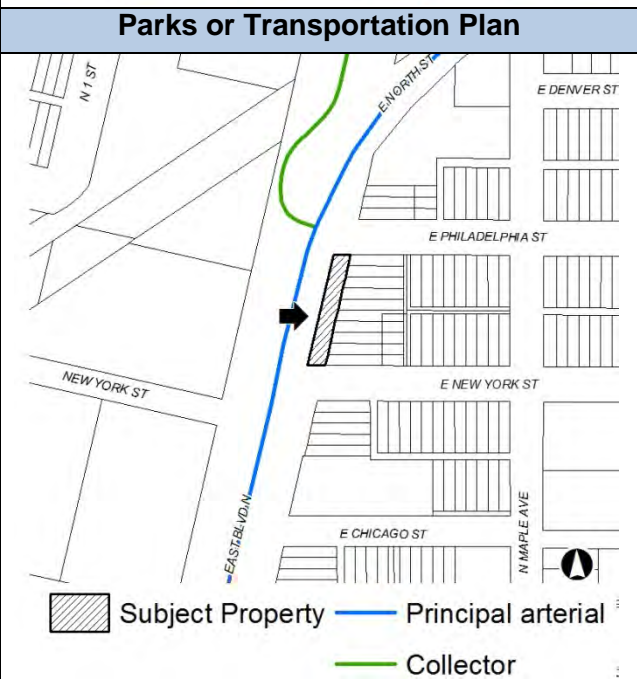 Parks or Transportation Plan
N 1 ST
E NORTH ST
E DENVER ST
E PHILADELPHIA ST
NEW YORK ST
E NEW YORK ST
EAST BLVD N
E CHICAGO ST
N MAPLE AVE
Subject Property
Principal arterial
Collector